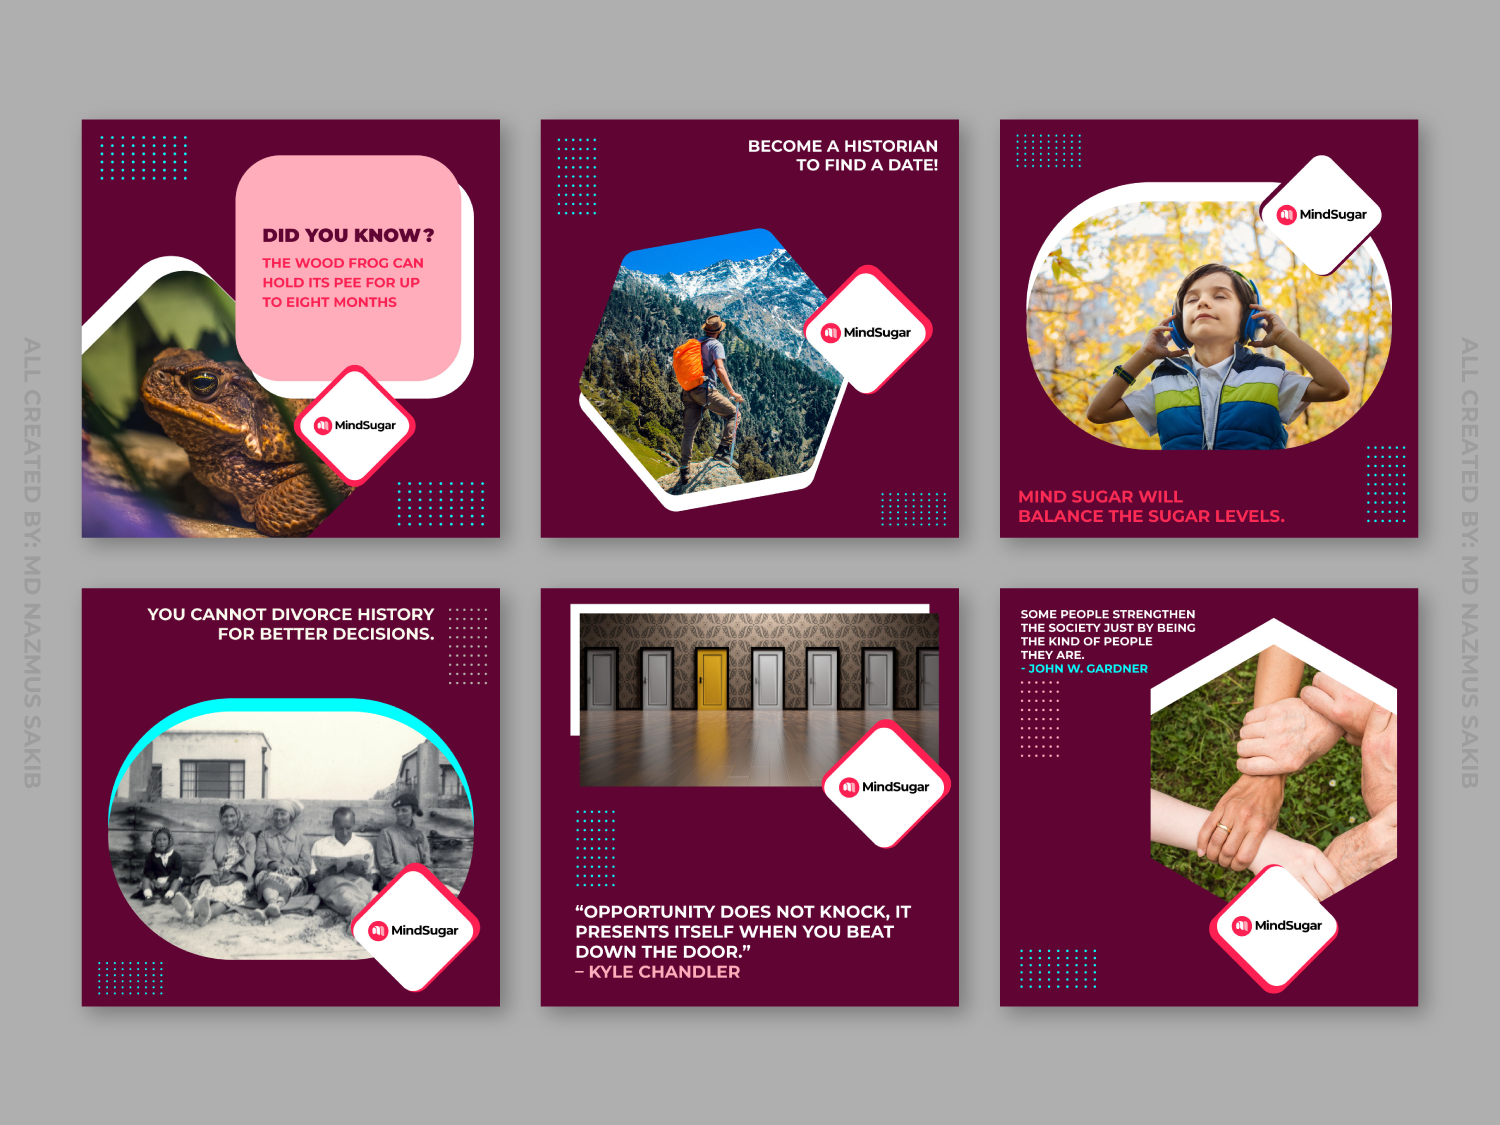 DID YOU KNOW?
THE WOOD FROG CAN
HOLD ITS PEE FOR UP
TO EIGHT MONTHS
MindSugar
BECOME A HISTORIAN
TO FIND A DATE!
MindSugar
MindSugar
MIND SUGAR WILL
BALANCE THE SUGAR LEVELS.
YOU CANNOT DIVORCE HISTORY
FOR BETTER DECISIONS.
MindSugar
MindSugar
“OPPORTUNITY DOES NOT KNOCK, IT
PRESENTS ITSELF WHEN YOU BEAT
DOWN THE DOOR.”
– KYLE CHANDLER
SOME PEOPLE STRENGTHEN
THE SOCIETY JUST BY BEING
THE KIND OF PEOPLE
THEY ARE.
- JOHN W. GARDNER
MindSugar
ALL CREATED BY: MD NAZMUS SAKIB
ALL CREATED BY: MD NAZMUS SAKIB